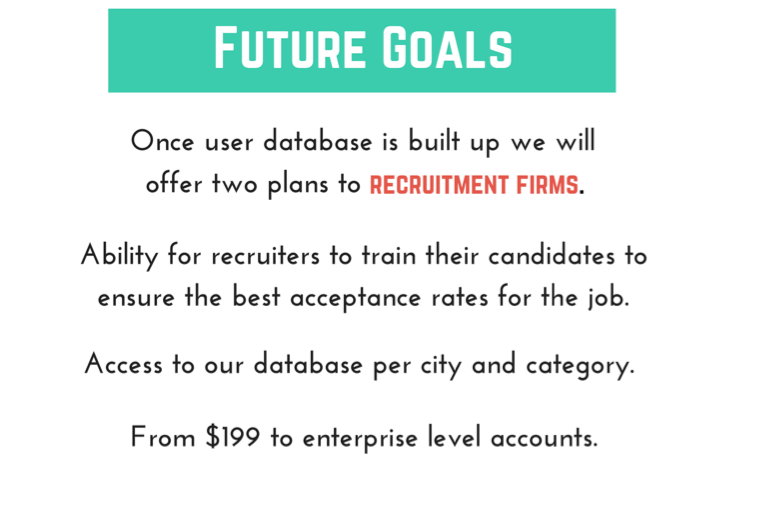 FUTURE GOALS
Once user database is built up we will
offer two plans to RECRUITMENT FIRMS.
Ability for recruiters to train their candidates to
ensure the best acceptance rates for the job.
Access to our database per city and category.
From $199 to enterprise level accounts.